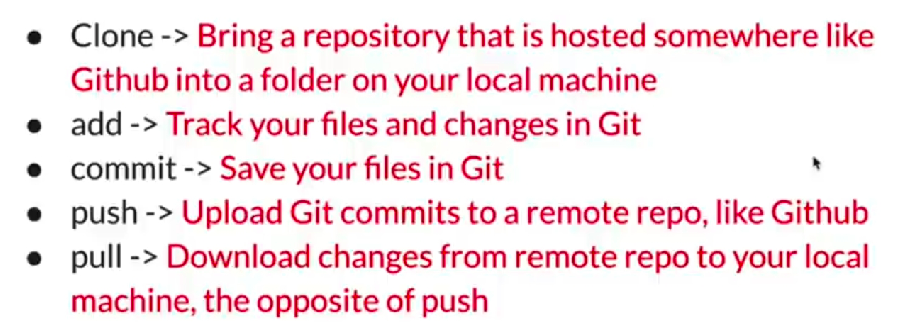 ● Clone -> Bring a repository that is hosted somewhere like
Github into a folder on your local machine
● add -> Track your files and changes in Git
● commit -> Save your files in Git
● push -> Upload Git commits to a remote repo, like Github
● pull -> Download changes from remote repo to your local
machine, the opposite of push